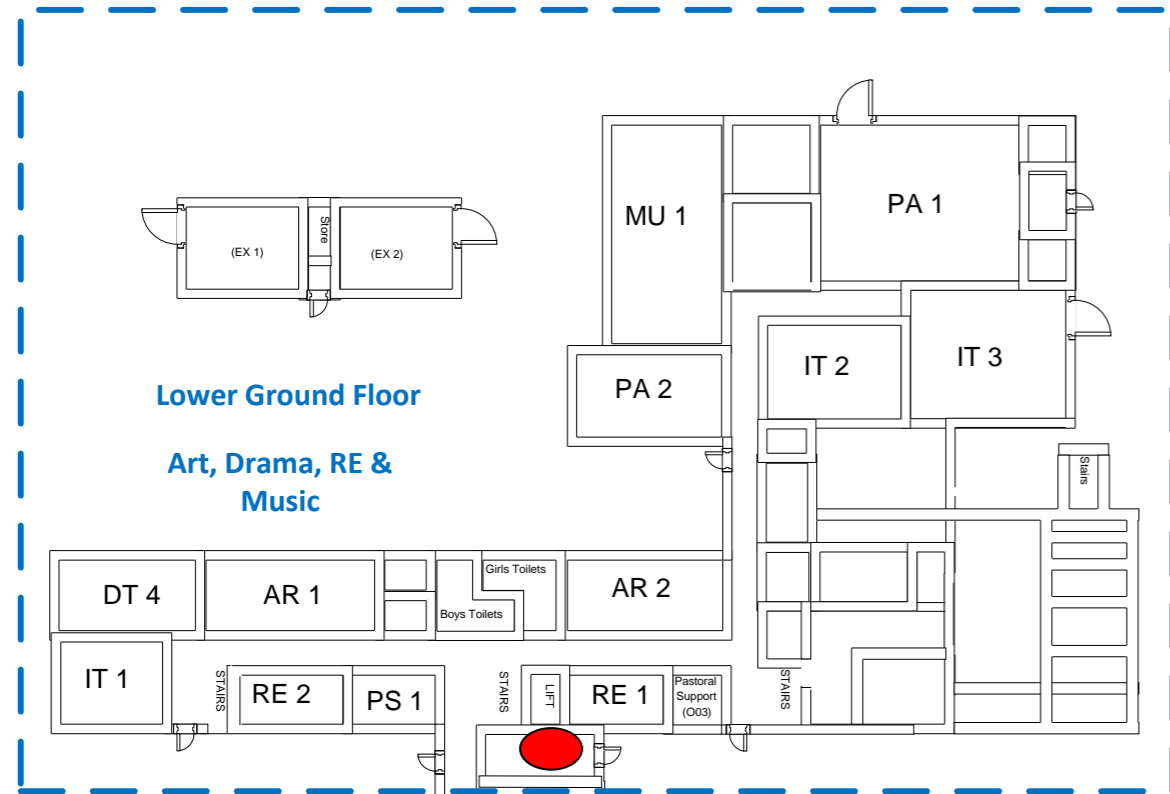 MU 1
PA 1
Store
(EX 1)
(EX 2)
IT 2
IT 3
PA 2
Lower Ground Floor
Art, Drama, RE &
Music
Stairs
Girls Toilets
DT 4
AR 1
AR 2
Boys Toilets
IT 1
STAIRS
RE 2
PS 1
STAIRS
LIFT
RE 1
Pastoral
Support
(O03)
STAIRS